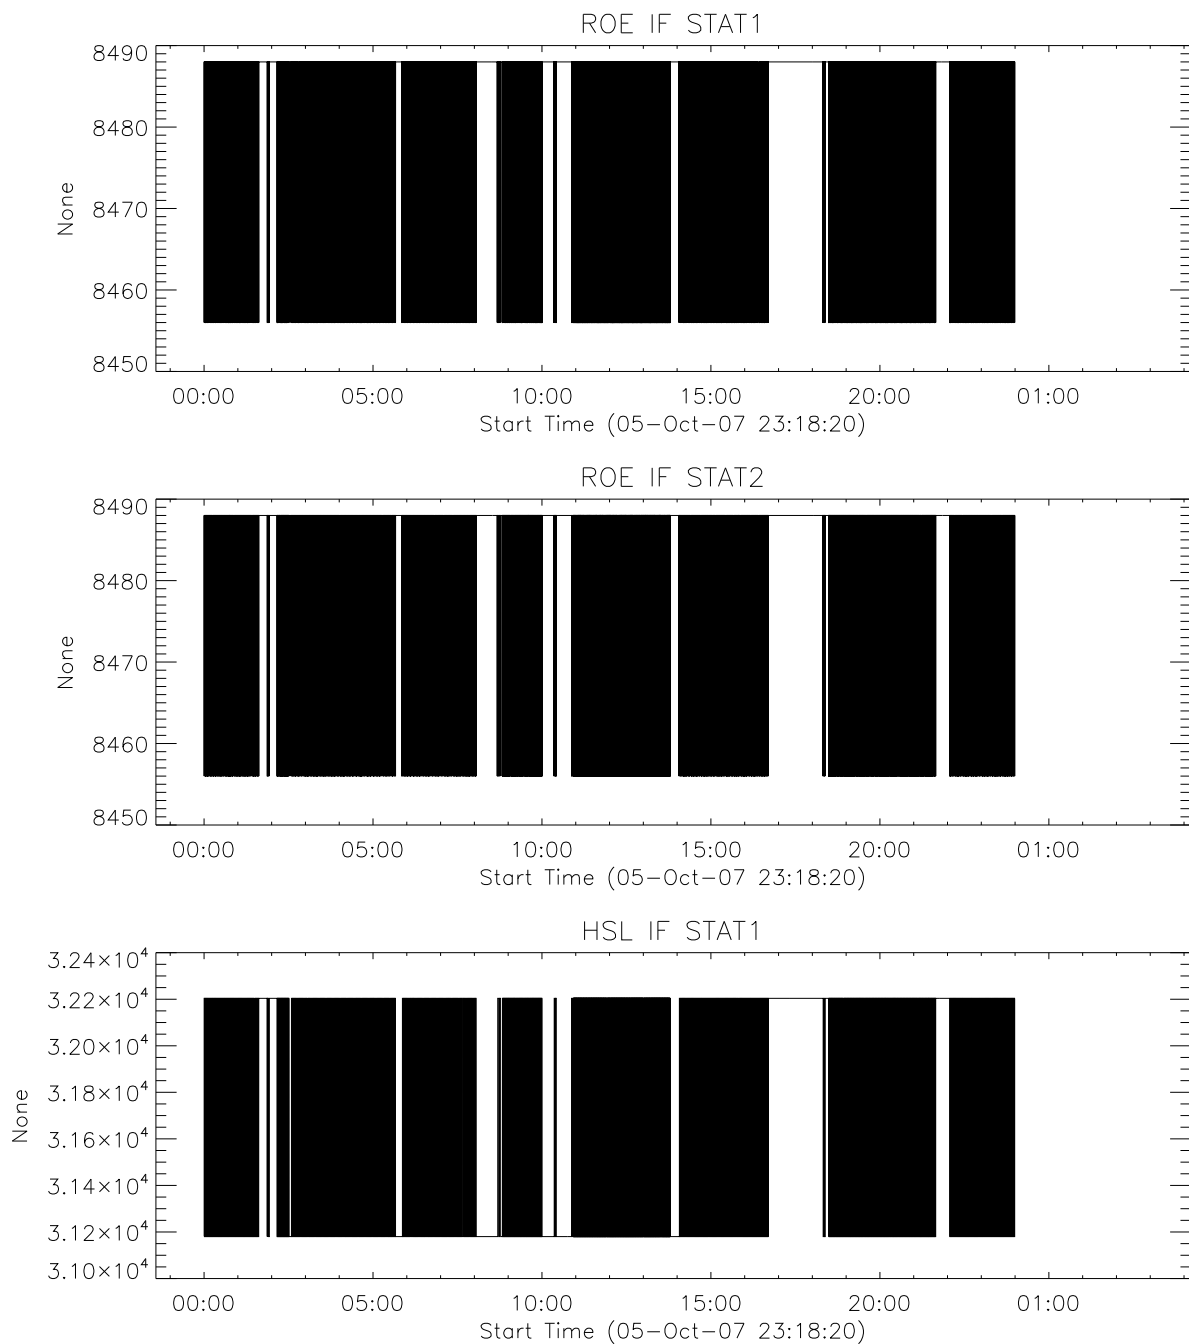 ROE IF STAT1
8490
8480
8470
8460
8450
None
00:00 05:00 10:00 15:00 20:00 01:00
Start Time (05-Oct-07 23:18:20)
ROE IF STAT2
8490
8480
8470
8460
8450
None
00:00 05:00 10:00 15:00 20:00 01:00
Start Time (05-Oct-07 23:18:20)
HSL IF STAT1
3.24×10⁴
3.22×10⁴
3.20×10⁴
3.18×10⁴
3.16×10⁴
3.14×10⁴
3.12×10⁴
3.10×10⁴
None
00:00 05:00 10:00 15:00 20:00 01:00
Start Time (05-Oct-07 23:18:20)